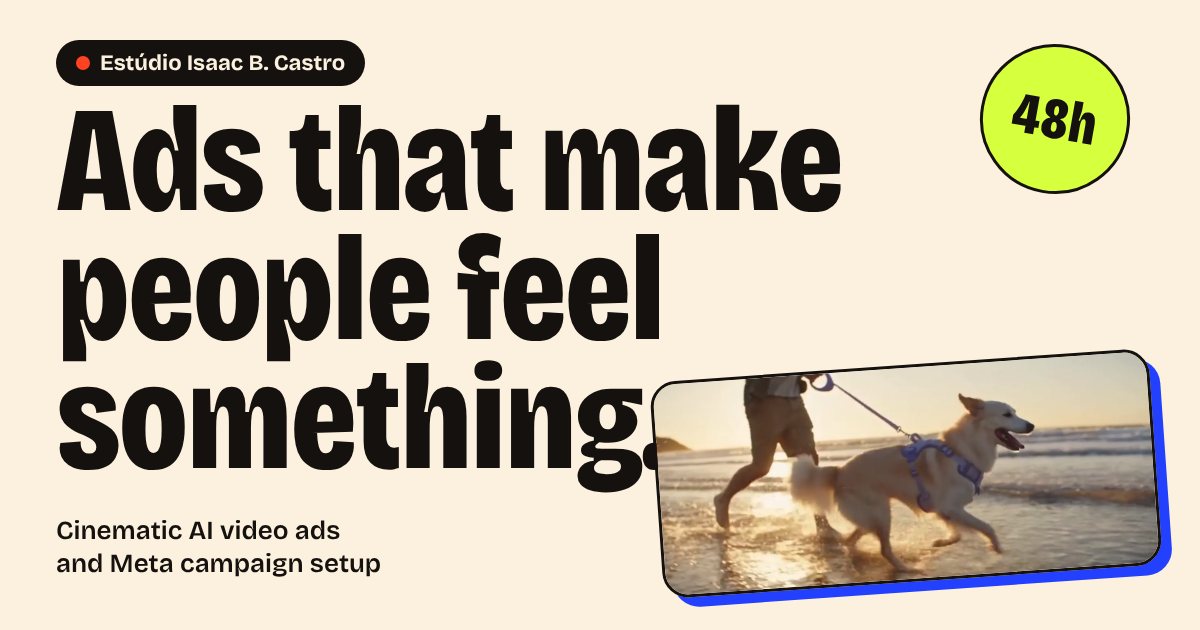 Estúdio Isaac B. Castro
48h
Ads that make
people feel
something.
Cinematic AI video ads
and Meta campaign setup